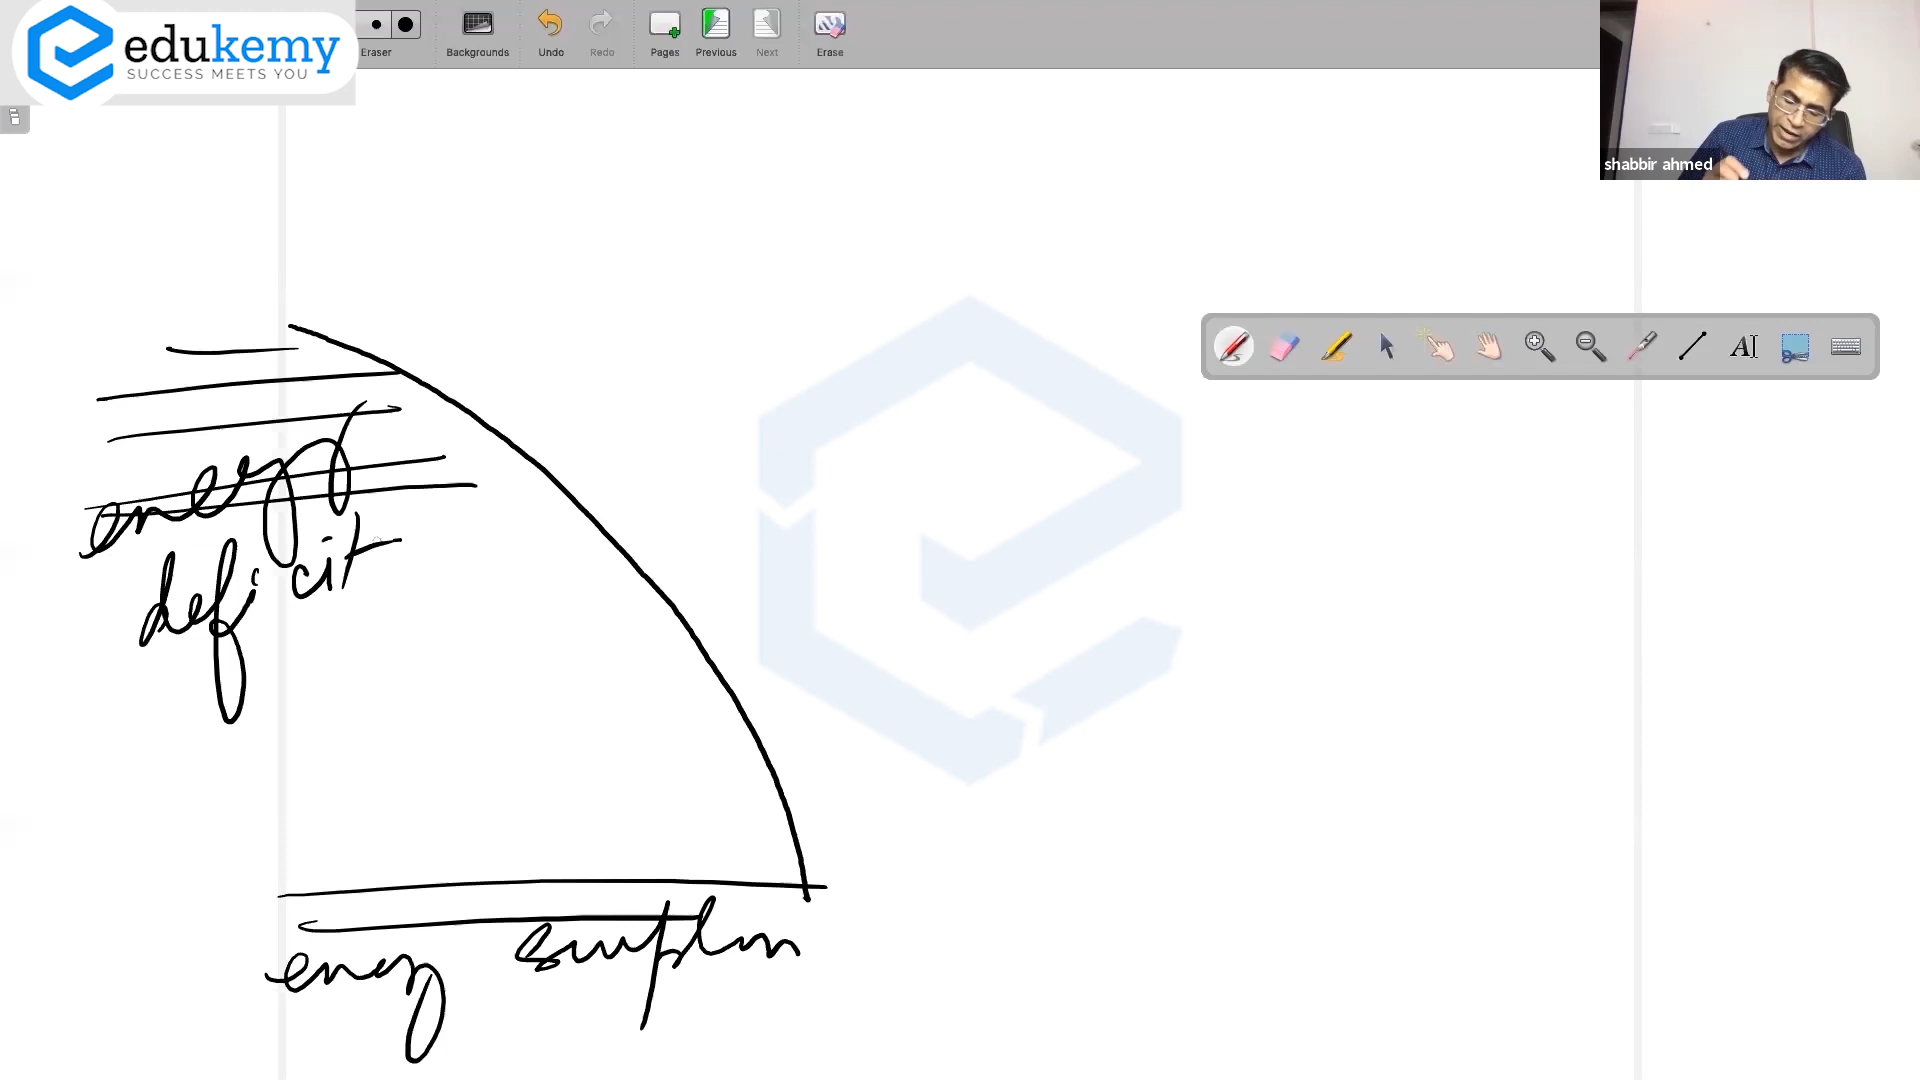 edukemy
SUCCESS MEETS YOU
Eraser
Backgrounds
Undo
Redo
Pages
Previous
Next
Erase
shabbir ahmed
energy
deficit
energy surplus